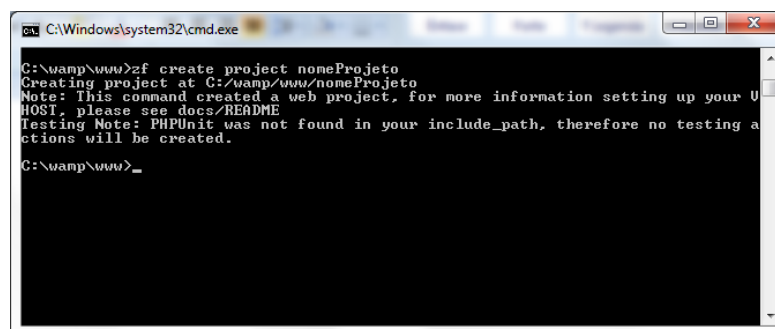 C:\Windows\system32\cmd.exe
C:\wamp\www>zf create project nomeProjeto
Creating project at C:/wamp/www/nomeProjeto
Note: This command created a web project, for more information setting up your V
HOST, please see docs/README
Testing Note: PHPUnit was not found in your include_path, therefore no testing a
ctions will be created.
C:\wamp\www>_